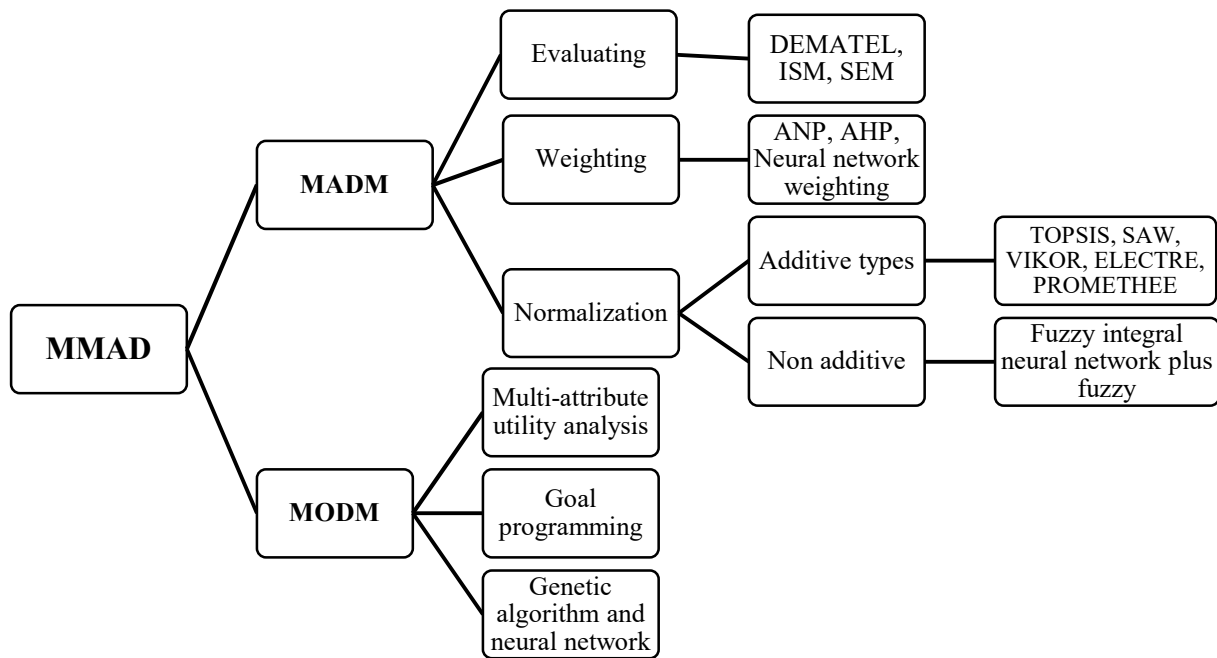 MMAD
MADM
Evaluating
DEMATEL,
ISM, SEM
Weighting
ANP, AHP,
Neural network
weighting
Normalization
Additive types
TOPSIS, SAW,
VIKOR, ELECTRE,
PROMETHEE
Non additive
Fuzzy integral
neural network plus
fuzzy
MODM
Multi-attribute
utility analysis
Goal
programming
Genetic
algorithm and
neural network